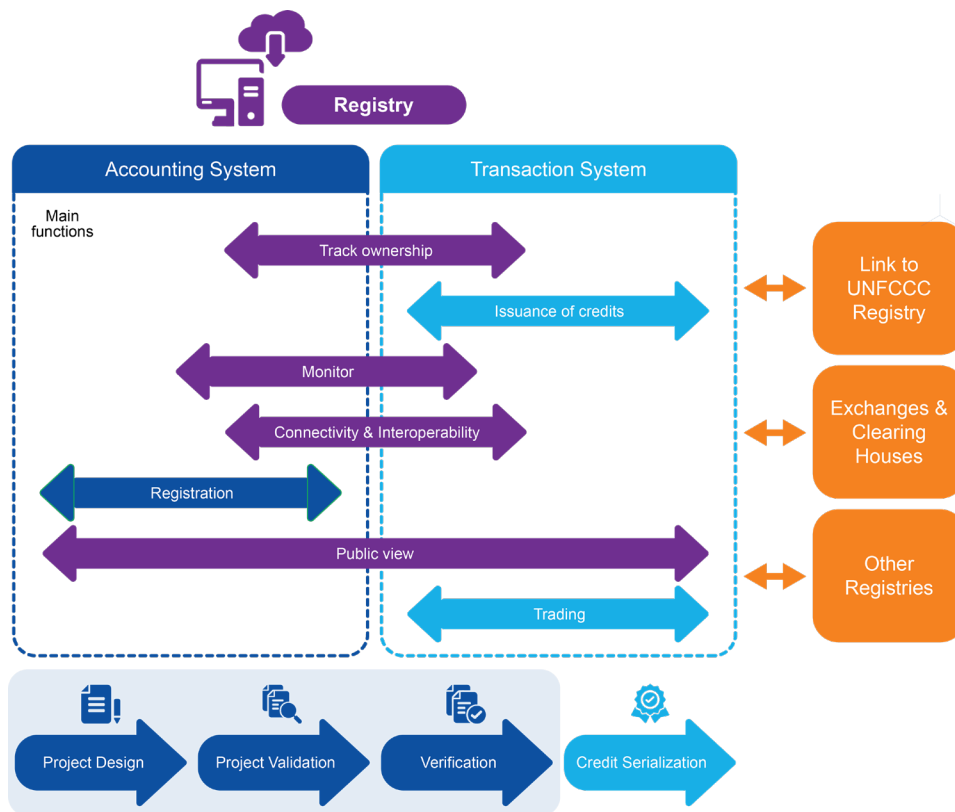 Registry
Accounting System
Transaction System
Main
functions
Track ownership
Issuance of credits
Monitor
Connectivity & Interoperability
Registration
Public view
Trading
Link to
UNFCCC
Registry
Exchanges &
Clearing
Houses
Other
Registries
Project Design
Project Validation
Verification
Credit Serialization